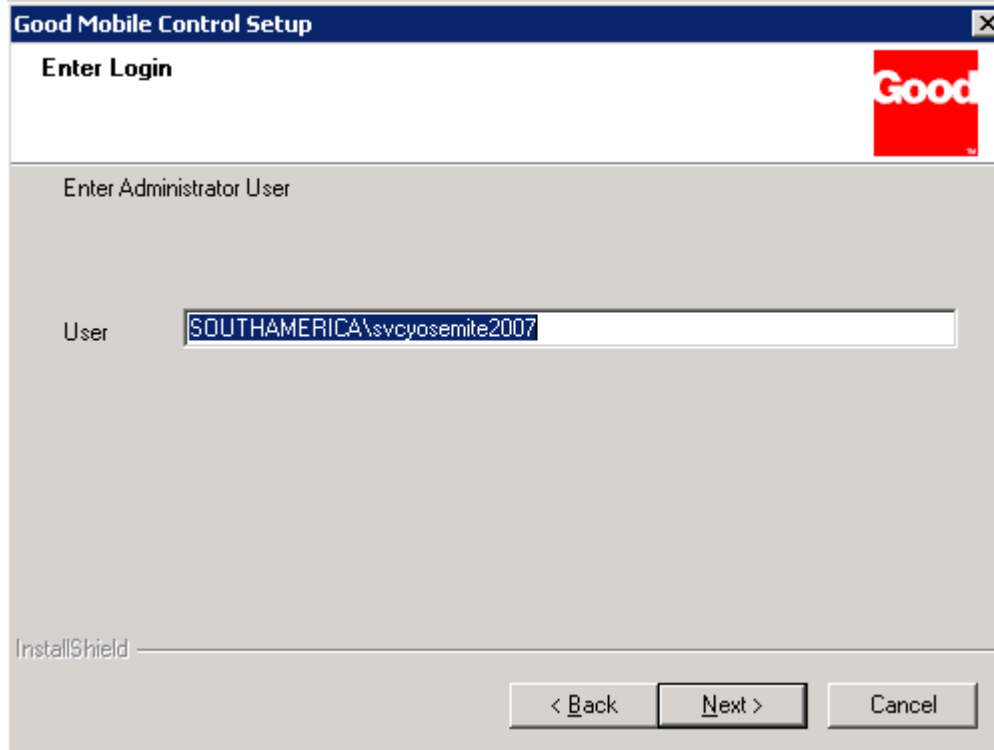 Good Mobile Control Setup
Enter Login
Good
™
Enter Administrator User
User SOUTHAMERICA\svcyosemite2007
InstallShield
< Back Next > Cancel